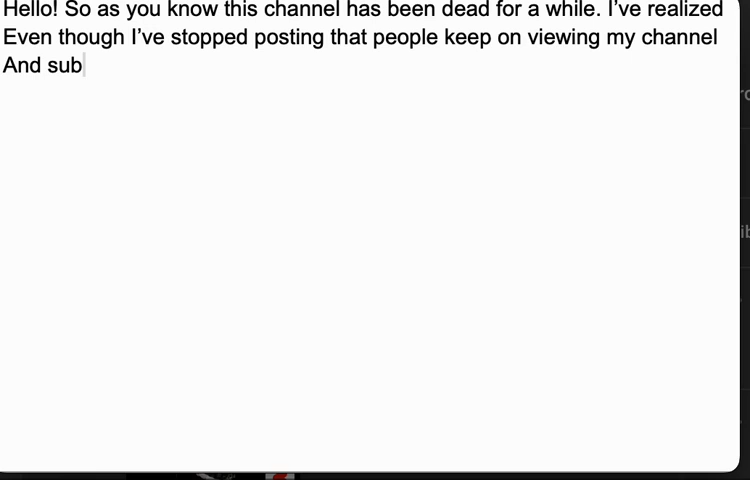 Hello! So as you know this channel has been dead for a while. I’ve realized
Even though I’ve stopped posting that people keep on viewing my channel
And sub